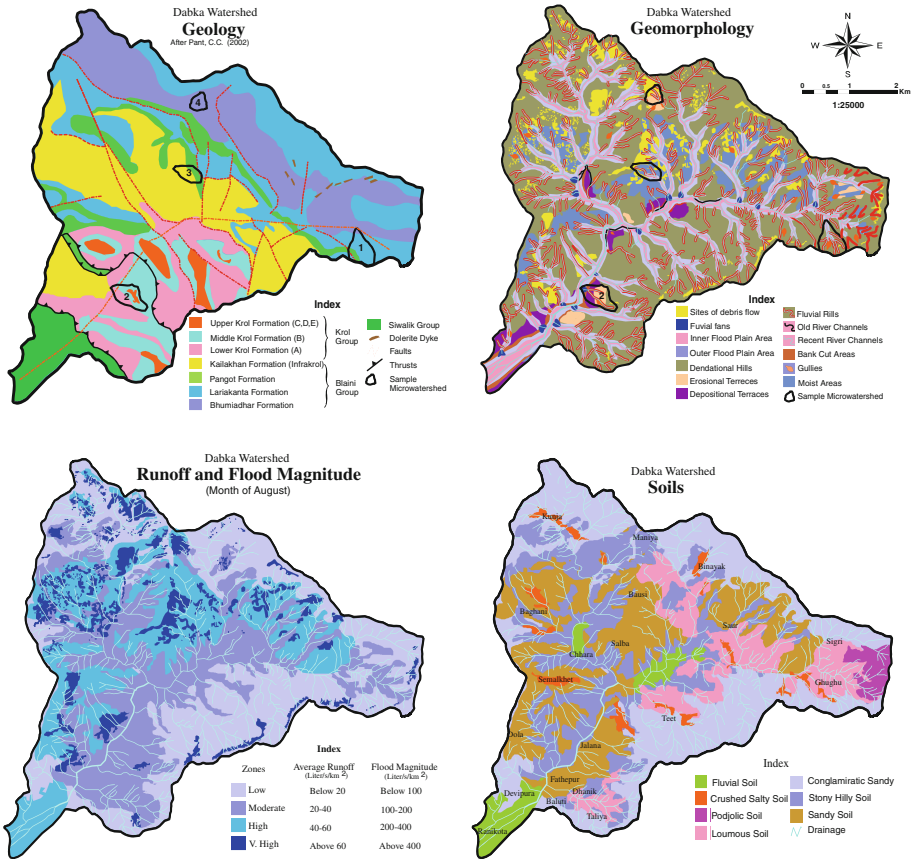 Dabka Watershed
Geology
After Pant, C.C. (2002)
4
3
1
2
Index
Upper Krol Formation (C,D,E)
Middle Krol Formation (B)
Lower Krol Formation (A)
Krol
Group
Kailakhan Formation (Infrakrol)
Pangot Formation
Lariakanta Formation
Bhumiadhar Formation
Blaini
Group
Siwalik Group
Dolerite Dyke
Faults
Thrusts
Sample
Microwatershed
Dabka Watershed
Geomorphology
N
W E
S
0 0.5 1 2
Km
1:25000
2
Index
Sites of debris flow
Fuvial fans
Inner Flood Plain Area
Outer Flood Plain Area
Dendational Hills
Erosional Terreces
Depositional Terraces
Fluvial Rills
Old River Channels
Recent River Channels
Bank Cut Areas
Gullies
Moist Areas
Sample Microwatershed
Dabka Watershed
Runoff and Flood Magnitude
(Month of August)
Index
Zones Average Runoff Flood Magnitude
(Liter/s/km 2) (Liter/s/km 2)
Low Below 20 Below 100
Moderate 20-40 100-200
High 40-60 200-400
V. High Above 60 Above 400
Dabka Watershed
Soils
Maniya
Binayak
Bausi
Baghani
Saur
Salba
Sigri
Chhara
Semalkhet
Ghughu
Teet
Dola
Jalana
Fathepur
Devipura
Dhanik
Baluti
Taliya
Ranikota
Index
Fluvial Soil
Crushed Salty Soil
Podjolic Soil
Loumous Soil
Conglamiratic Sandy
Stony Hilly Soil
Sandy Soil
Drainage